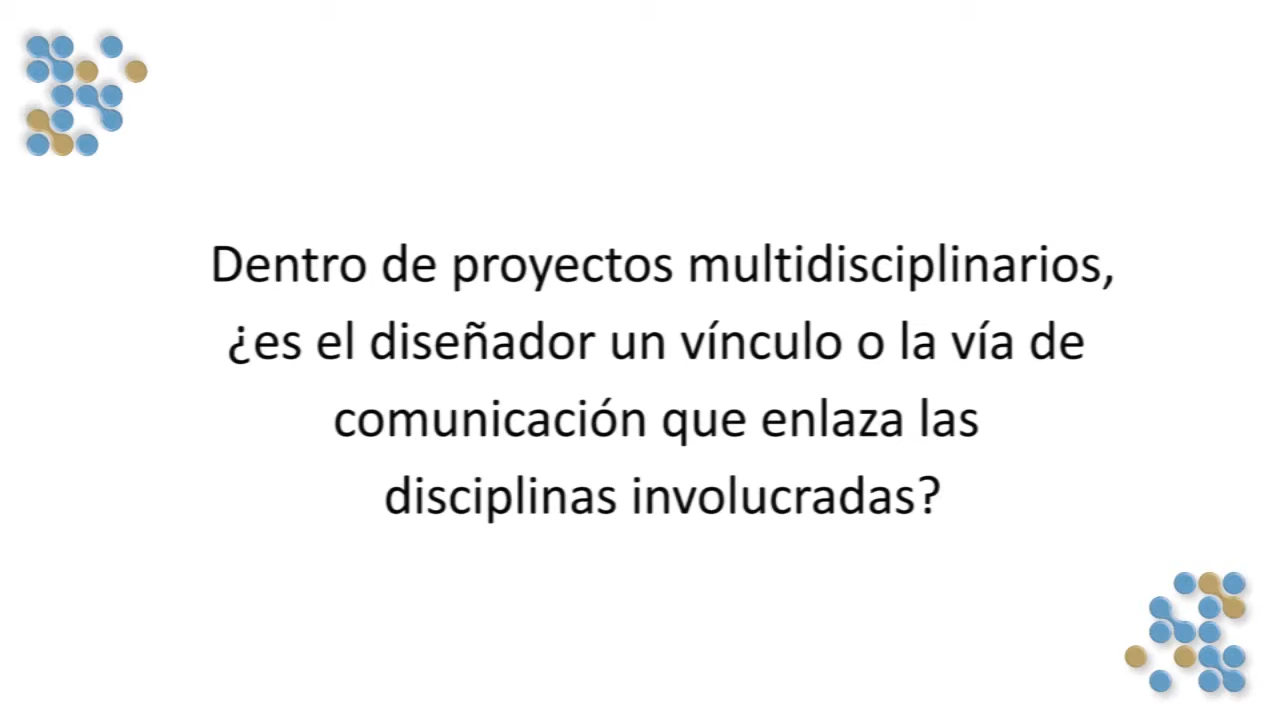 Dentro de proyectos multidisciplinarios,
¿es el diseñador un vínculo o la vía de
comunicación que enlaza las
disciplinas involucradas?